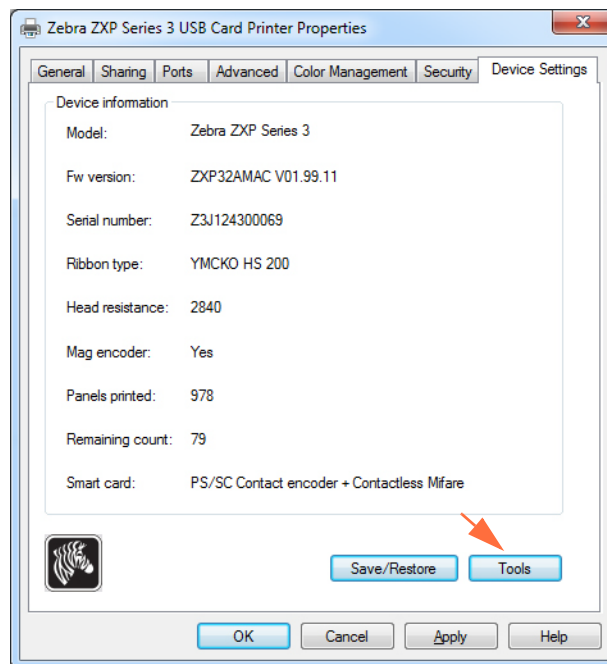 Zebra ZXP Series 3 USB Card Printer Properties
General Sharing Ports Advanced Color Management Security Device Settings
Device information
Model: Zebra ZXP Series 3
Fw version: ZXP32AMAC V01.99.11
Serial number: Z3J124300069
Ribbon type: YMCKO HS 200
Head resistance: 2840
Mag encoder: Yes
Panels printed: 978
Remaining count: 79
Smart card: PS/SC Contact encoder + Contactless Mifare
Save/Restore Tools
OK Cancel Apply Help